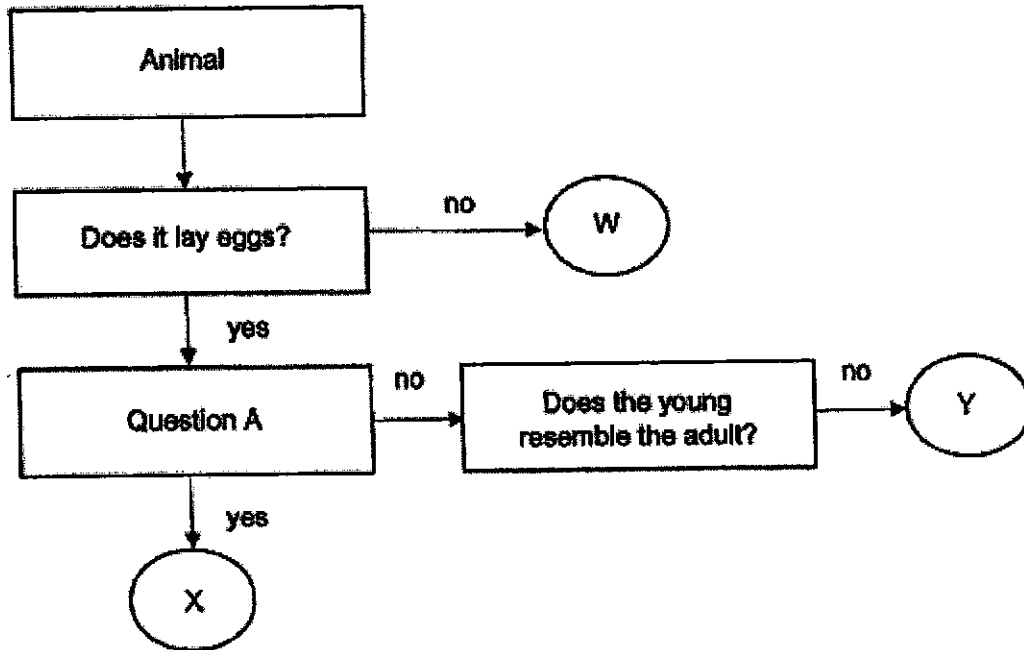 Animal
Does it lay eggs?
no
W
yes
Question A
no
Does the young
resemble the adult?
no
Y
yes
X